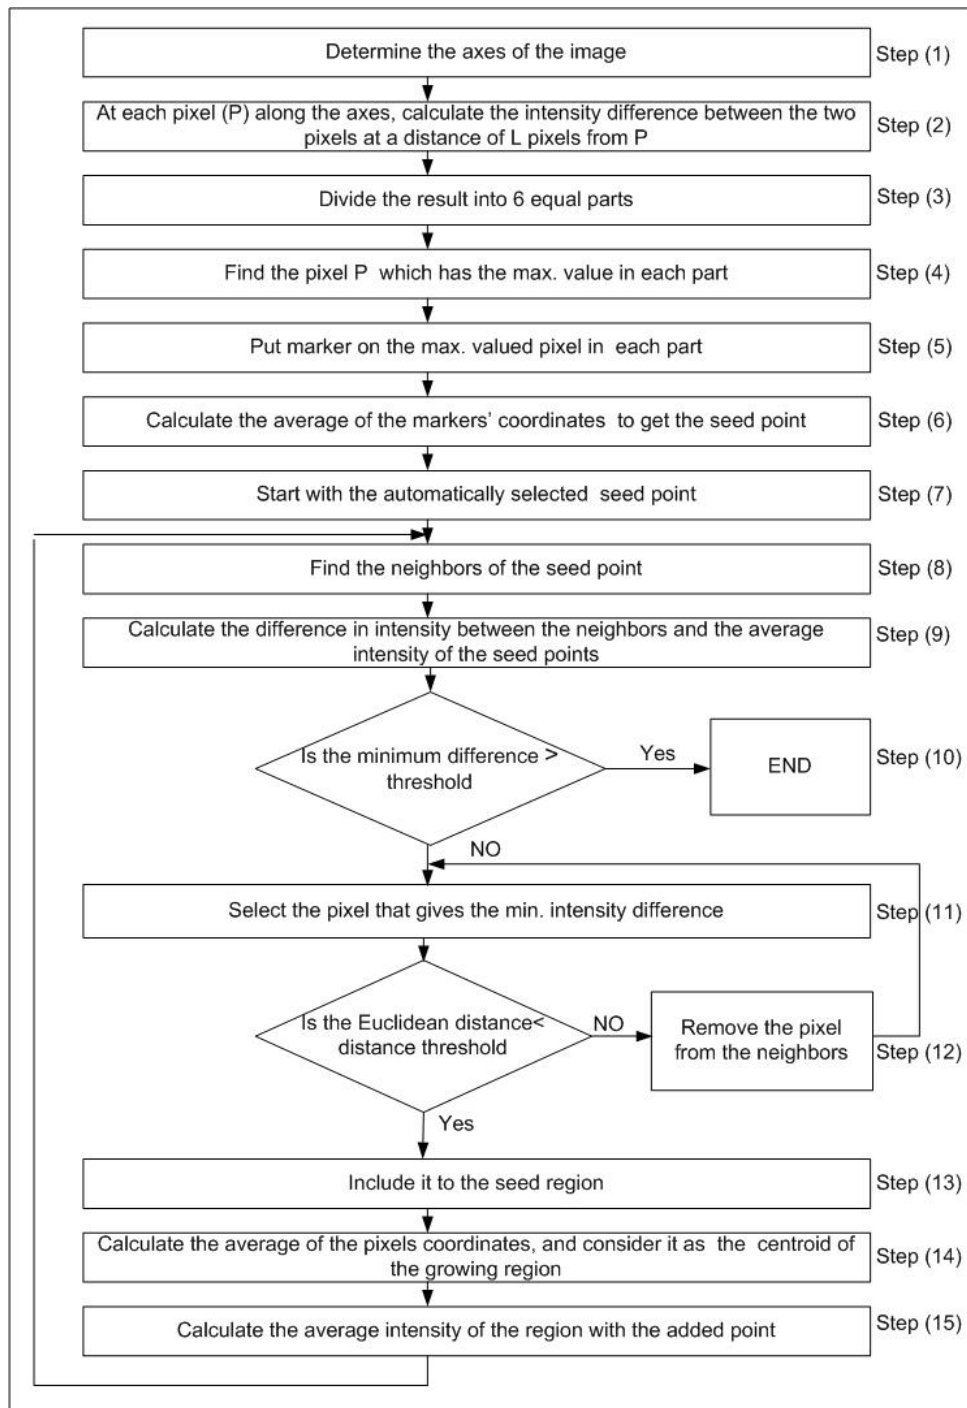 Determine the axes of the image
Step (1)
At each pixel (P) along the axes, calculate the intensity difference between the two
pixels at a distance of L pixels from P
Step (2)
Divide the result into 6 equal parts
Step (3)
Find the pixel P which has the max. value in each part
Step (4)
Put marker on the max. valued pixel in each part
Step (5)
Calculate the average of the markers' coordinates to get the seed point
Step (6)
Start with the automatically selected seed point
Step (7)
Find the neighbors of the seed point
Step (8)
Calculate the difference in intensity between the neighbors and the average
intensity of the seed points
Step (9)
Is the minimum difference >
threshold
Yes
END
Step (10)
NO
Select the pixel that gives the min. intensity difference
Step (11)
Is the Euclidean distance<
distance threshold
NO
Remove the pixel
from the neighbors
Step (12)
Yes
Include it to the seed region
Step (13)
Calculate the average of the pixels coordinates, and consider it as the centroid of
the growing region
Step (14)
Calculate the average intensity of the region with the added point
Step (15)